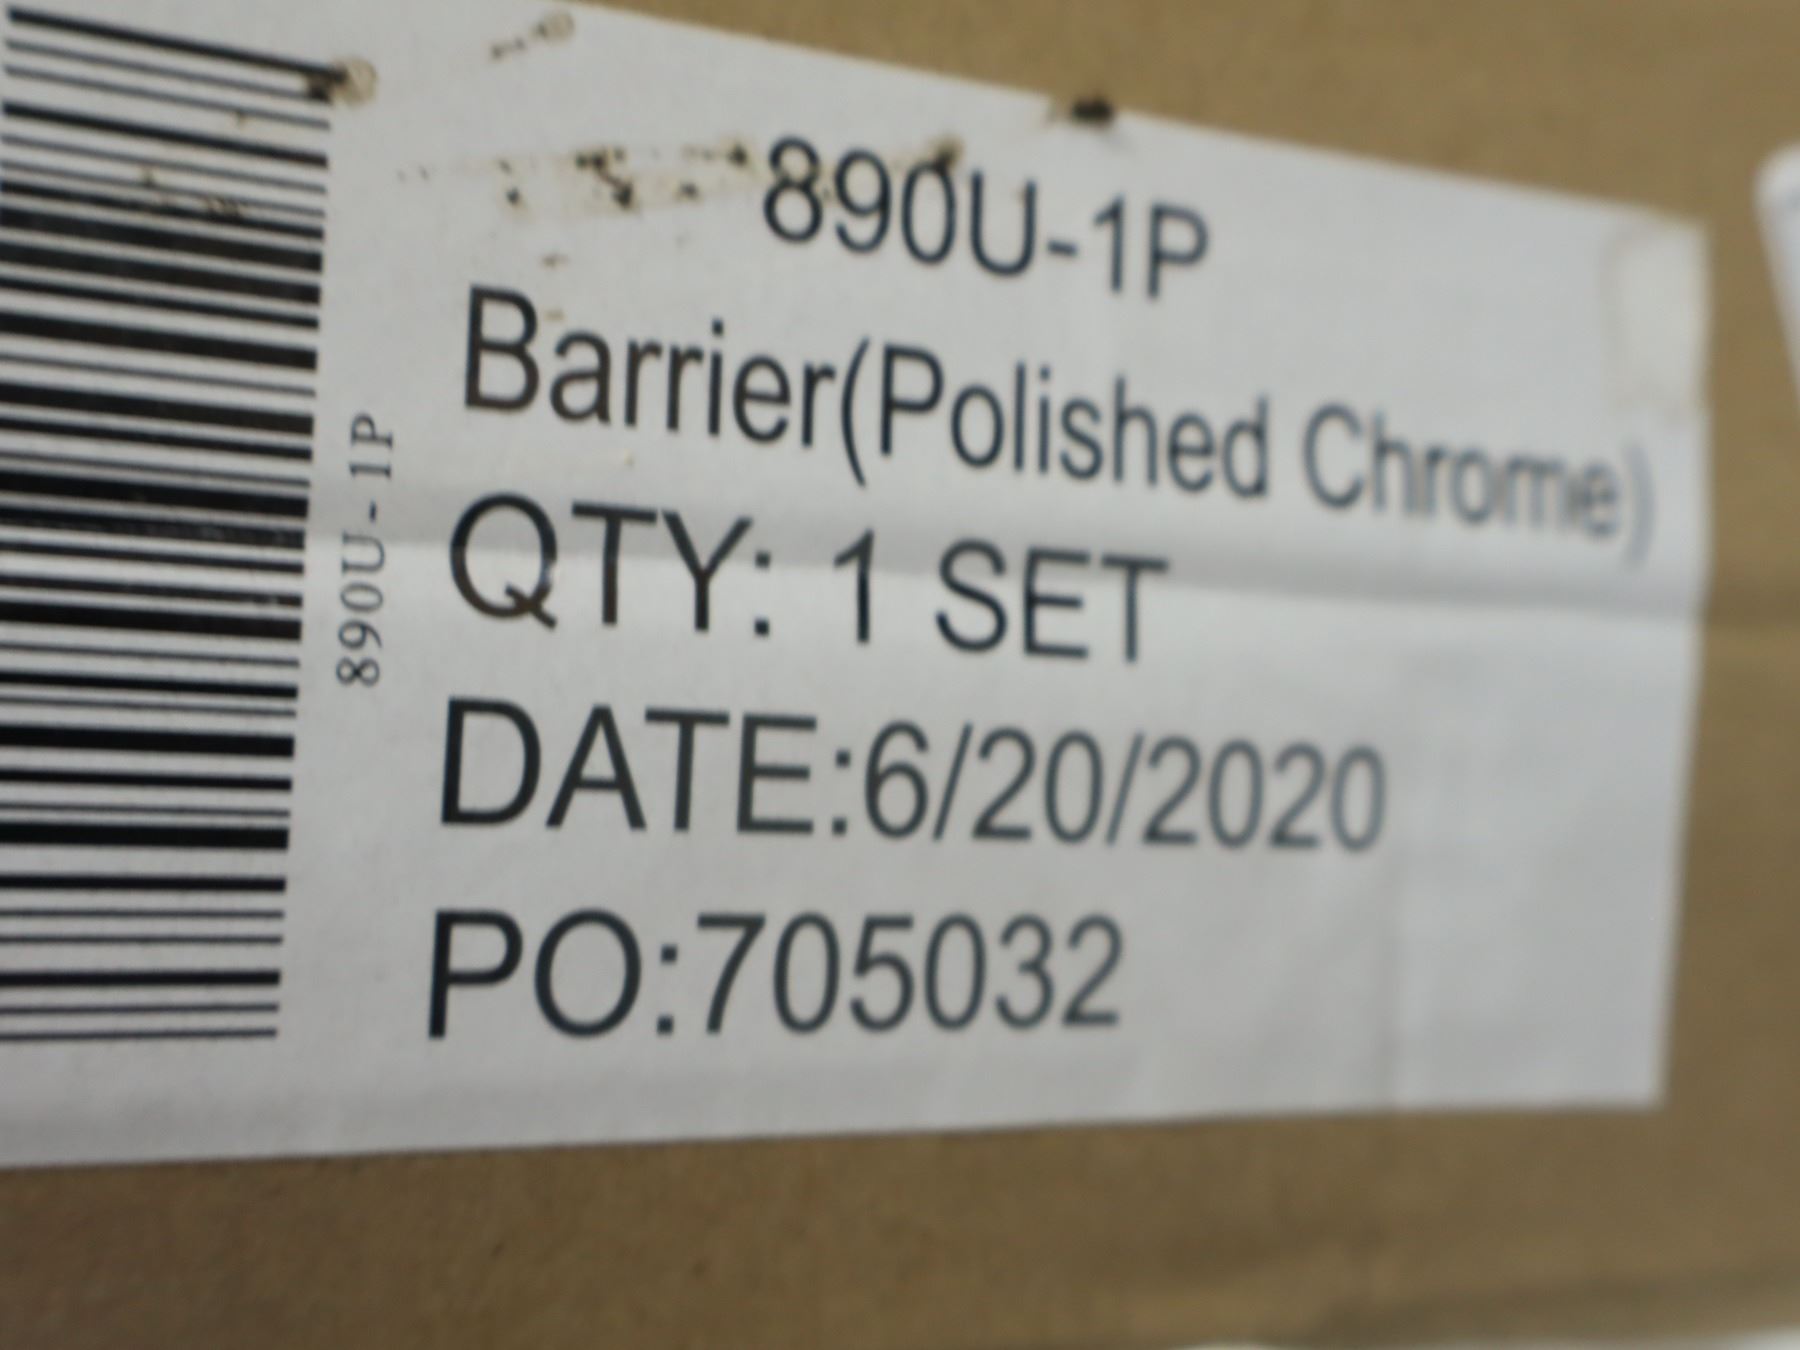 890U-1P
890U-1P
Barrier(Polished Chrome)
QTY: 1 SET
DATE:6/20/2020
PO:705032